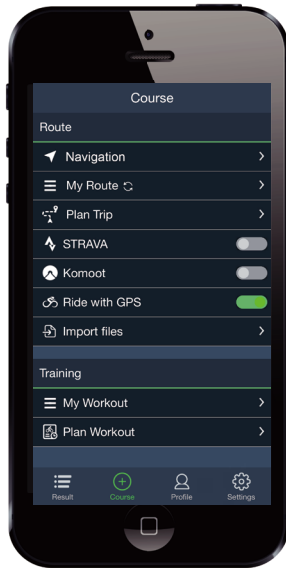 Course
Route
Navigation
My Route
Plan Trip
STRAVA
Komoot
Ride with GPS
Import files
Training
My Workout
Plan Workout
Result Course Profile Settings